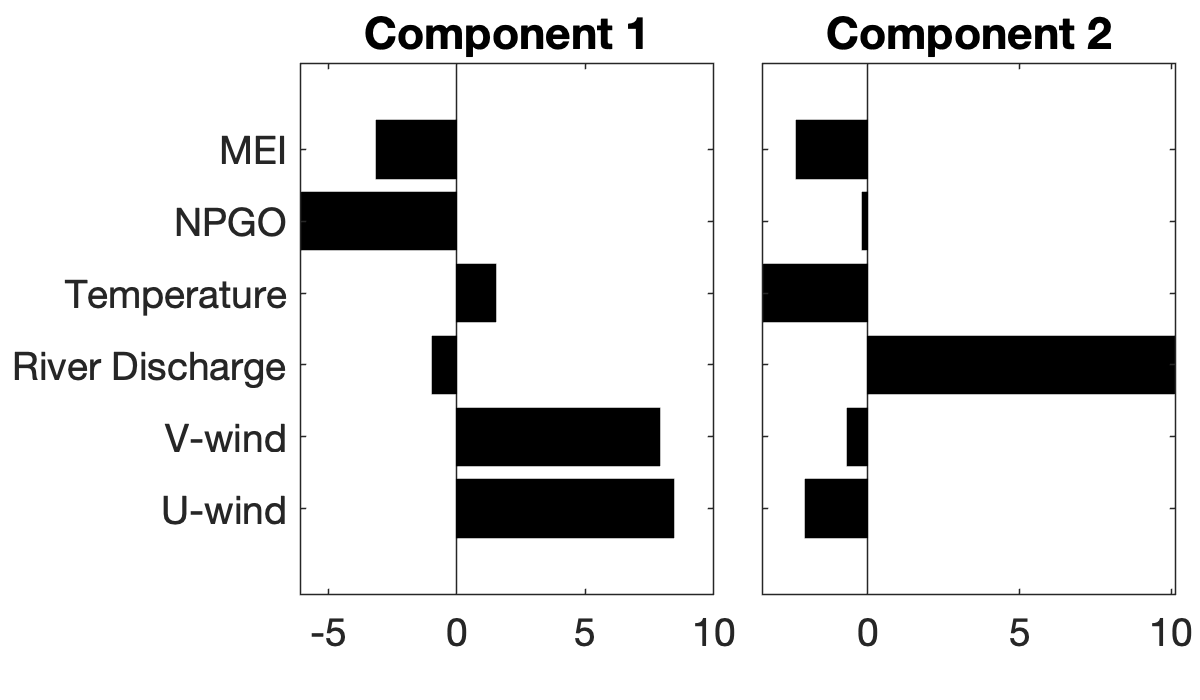 Component 1
Component 2
MEI
NPGO
Temperature
River Discharge
V-wind
U-wind
-5 0 5 10
0 5 10